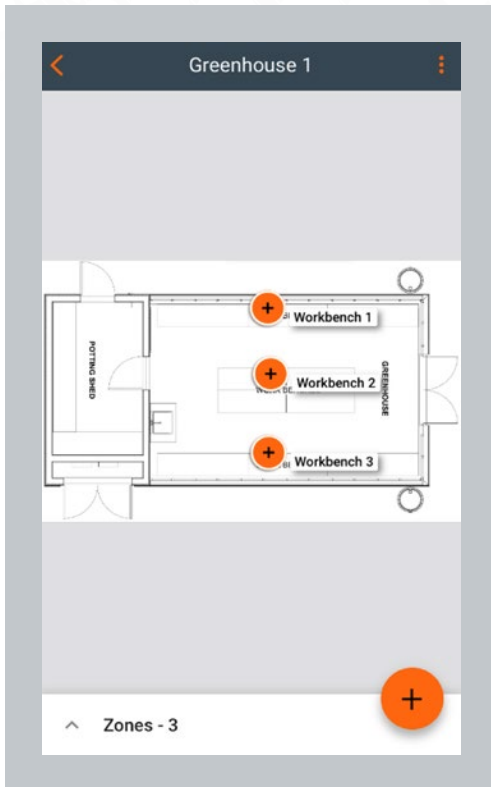 Greenhouse 1
Workbench 1
POTTING SHED
Workbench 2
GREENHOUSE
Workbench 3
Zones - 3